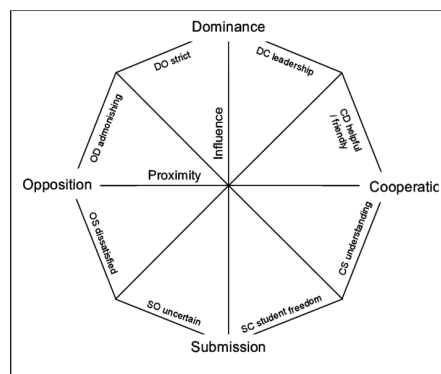 Dominance
DO strict
DC leadership
OD admonishing
CD helpful
/ friendly
Influence
Proximity
Opposition
Cooperatic
OS dissatisfied
CS understanding
SO uncertain
SC student freedom
Submission